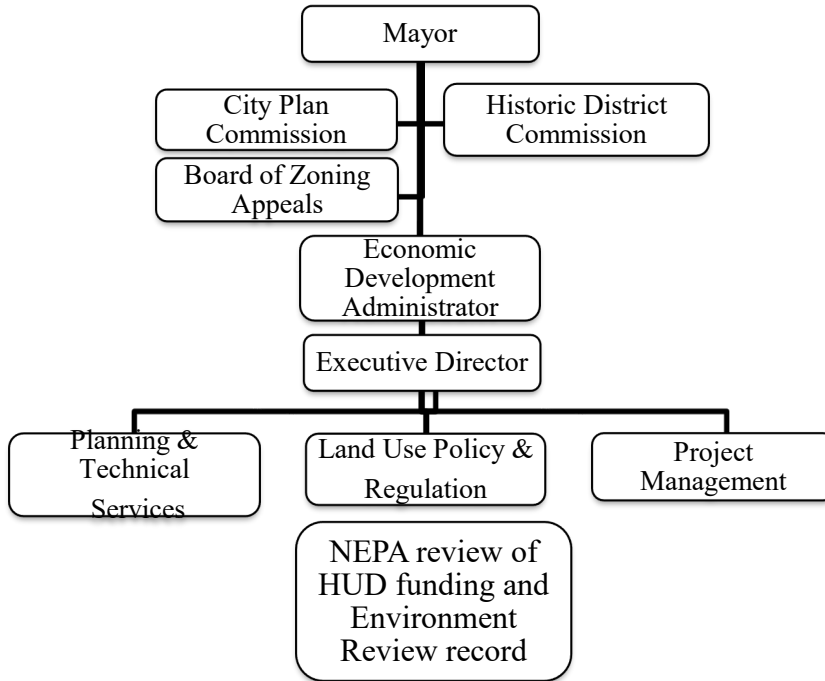 Mayor
City Plan
Commission
Historic District
Commission
Board of Zoning
Appeals
Economic
Development
Administrator
Executive Director
Planning &
Technical
Services
Land Use Policy &
Regulation
Project
Management
NEPA review of
HUD funding and
Environment
Review record